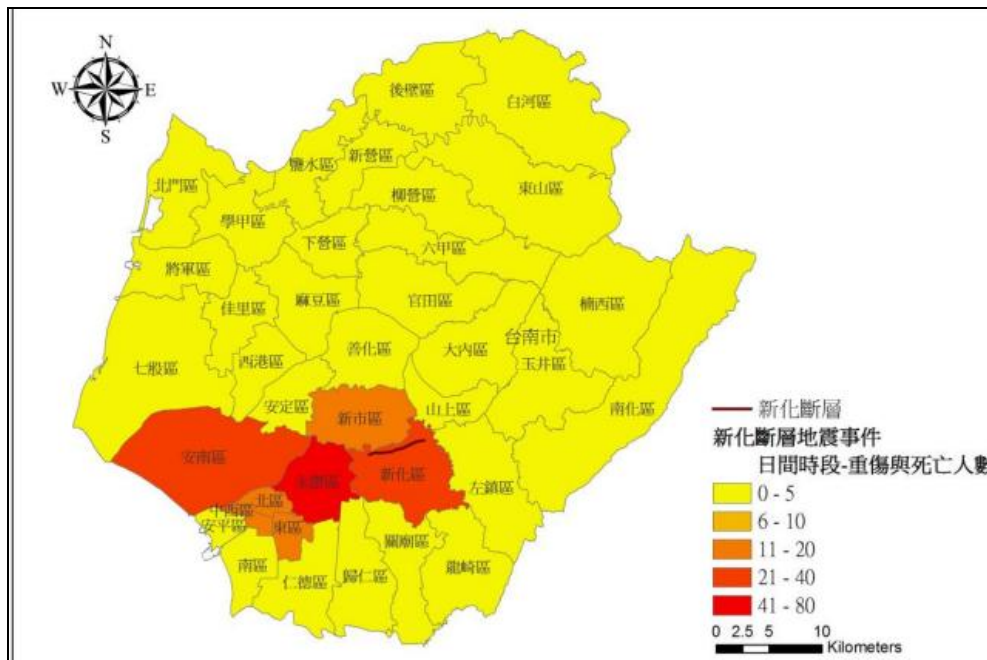 N
W E
S
後壁區
白河區
新營區
鹽水區
北門區
東山區
柳營區
學甲區
下營區
六甲區
將軍區
麻豆區
官田區
楠西區
佳里區
台南市
善化區
大內區
西港區
玉井區
七股區
安定區
新市區
山上區
南化區
安南區
新化區
左鎮區
北區
中西區
安平區
東區
南區
仁德區
歸仁區
關廟區
龍崎區
新化斷層
新化斷層地震事件
日間時段-重傷與死亡人數
0 - 5
6 - 10
11 - 20
21 - 40
41 - 80
0 2.5 5 10
Kilometers